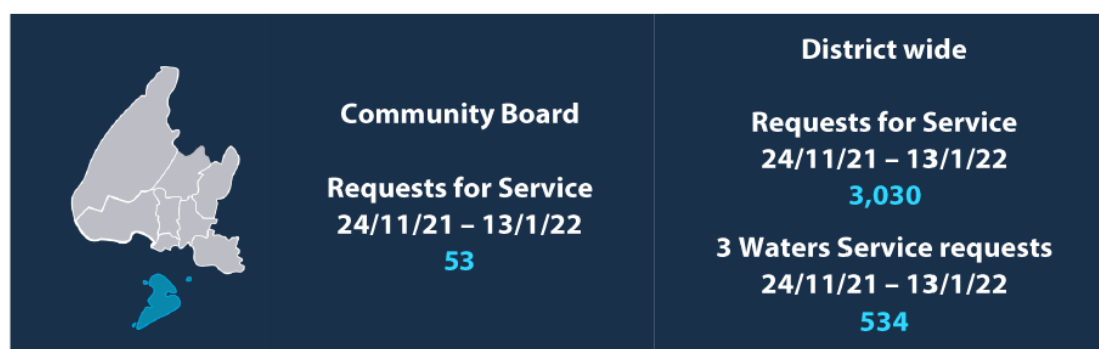 Community Board
Requests for Service
24/11/21 – 13/1/22
53
District wide
Requests for Service
24/11/21 – 13/1/22
3,030
3 Waters Service requests
24/11/21 – 13/1/22
534